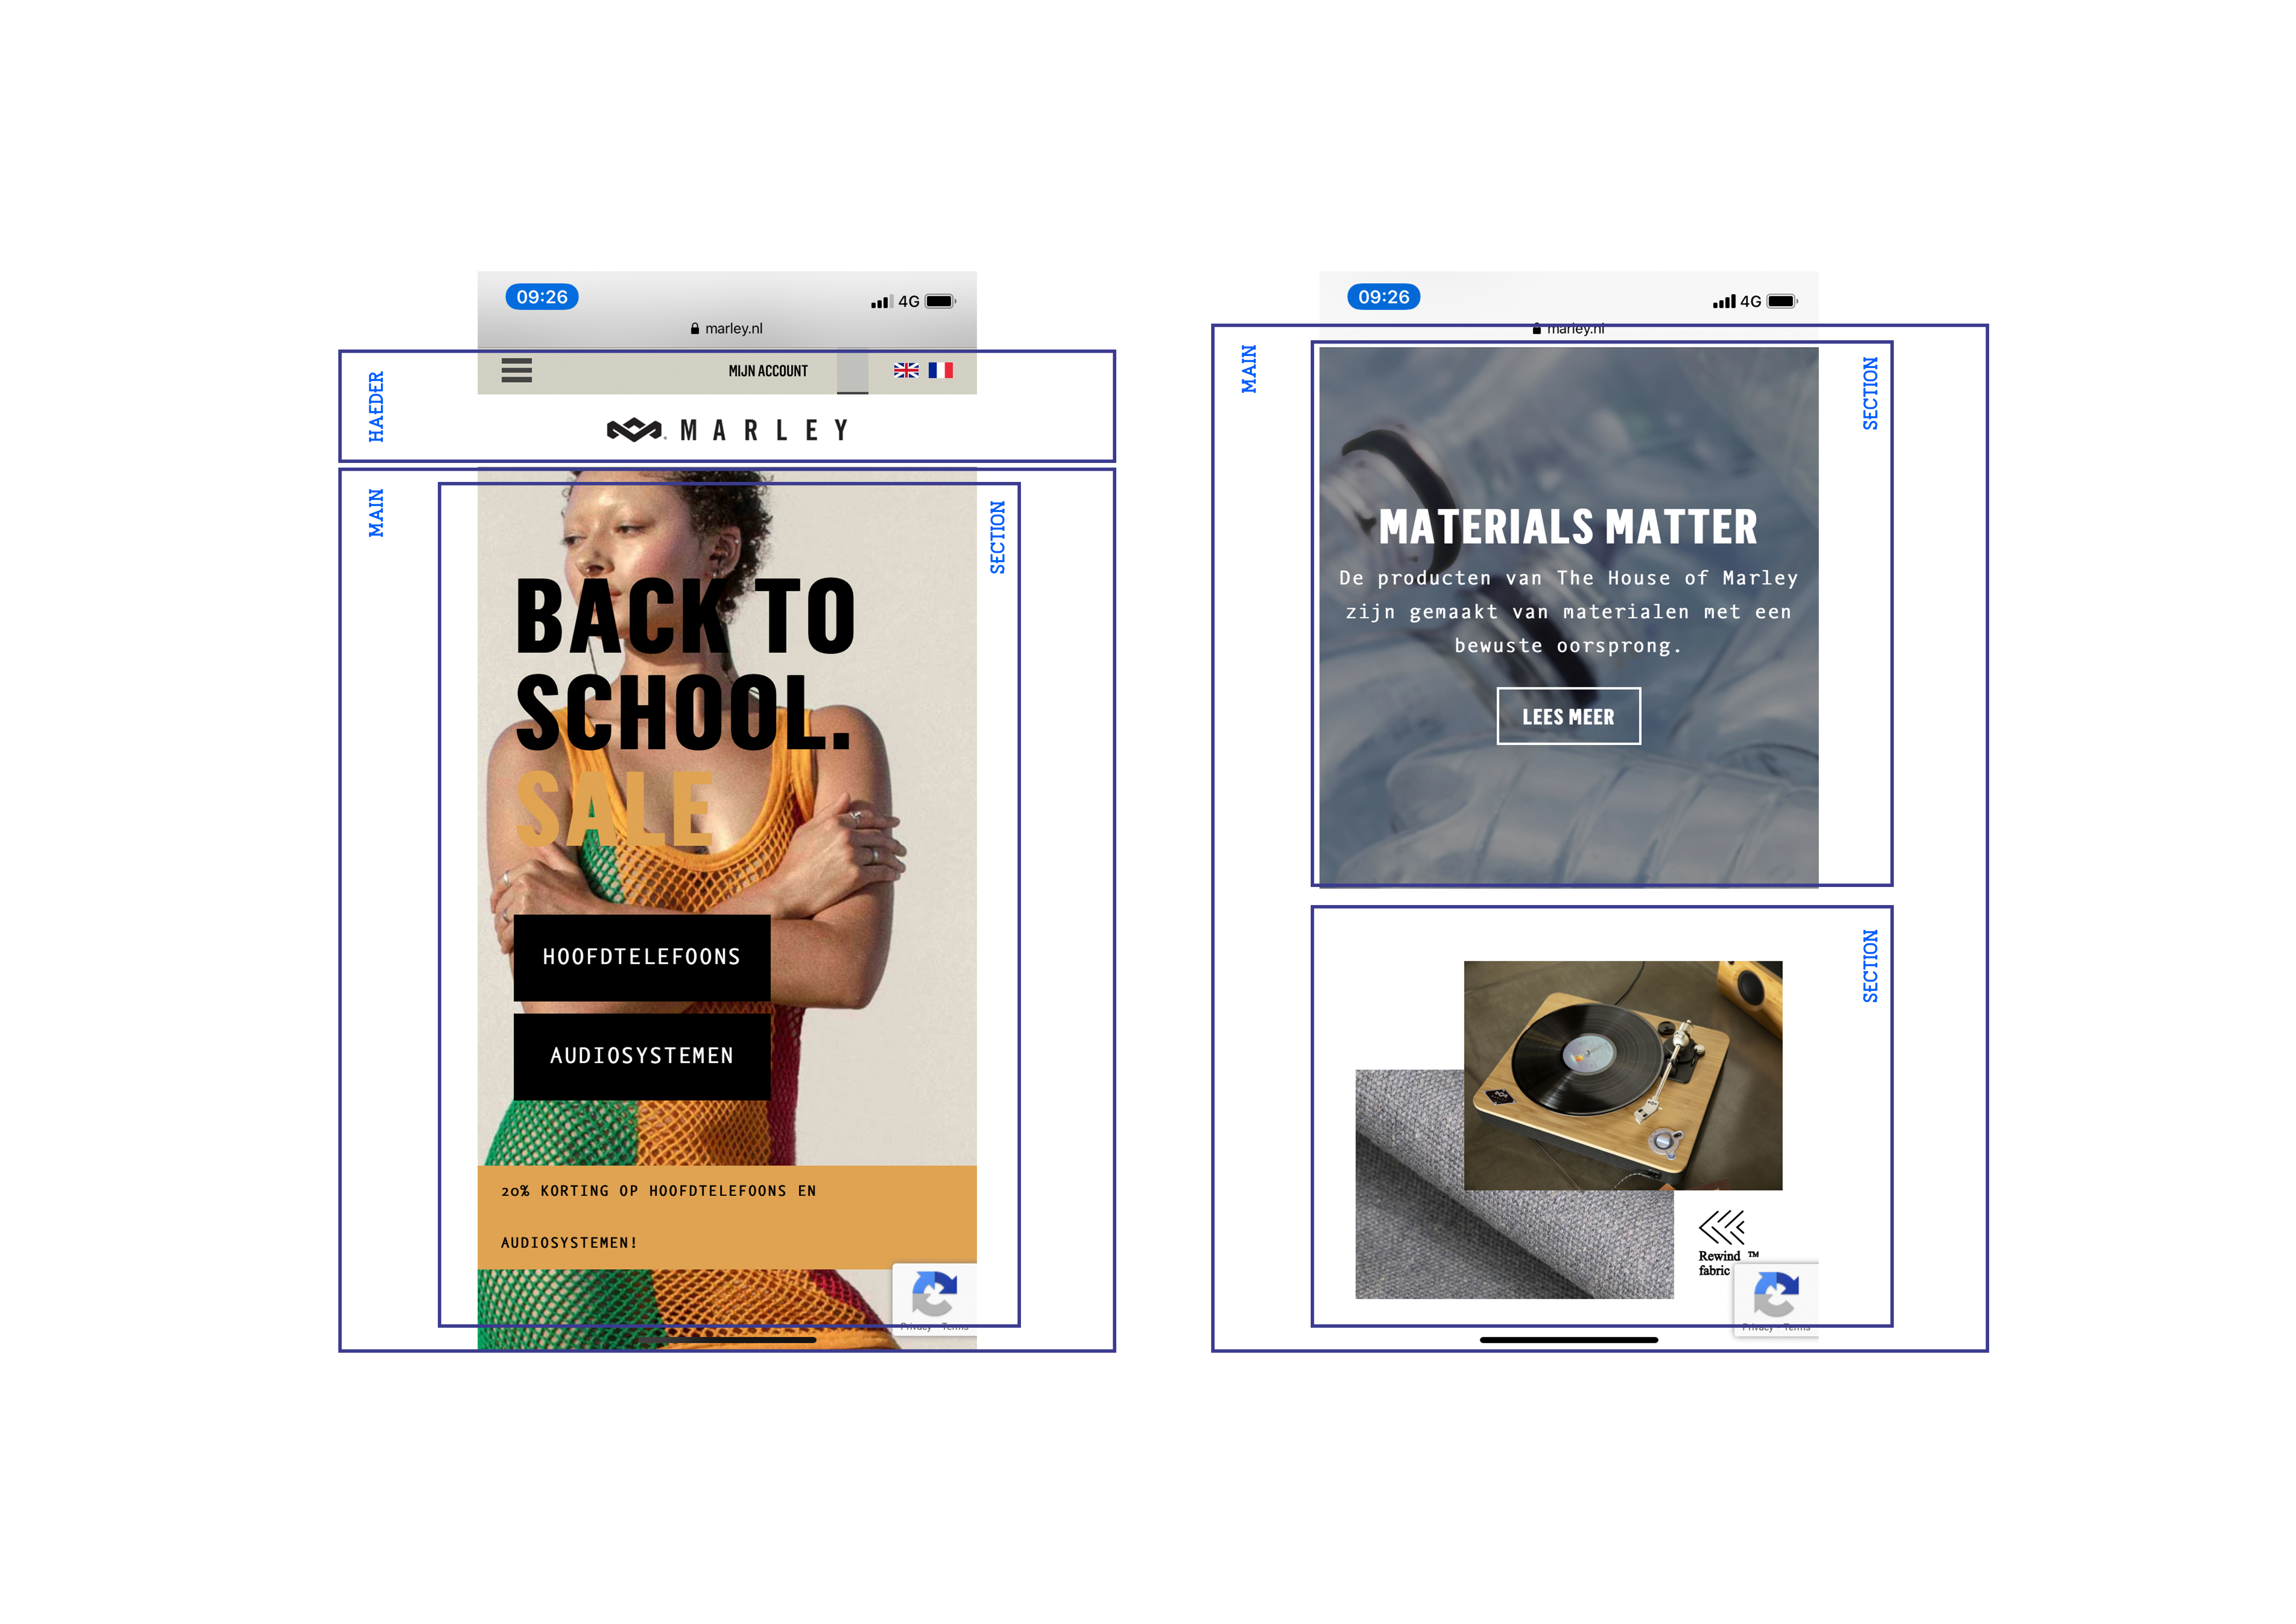 09:26
4G
marley.nl
HAEDER
MIJN ACCOUNT
MARLEY
MAIN
SECTION
BACK TO
SCHOOL.
SALE
HOOFDTELEFOONS
AUDIOSYSTEMEN
20% KORTING OP HOOFDTELEFOONS EN
AUDIOSYSTEMEN!
Privacy - Terms
09:26
4G
marley.nl
MAIN
SECTION
MATERIALS MATTER
De producten van The House of Marley
zijn gemaakt van materialen met een
bewuste oorsprong.
LEES MEER
SECTION
Rewind ™
fabric
Privacy - Terms